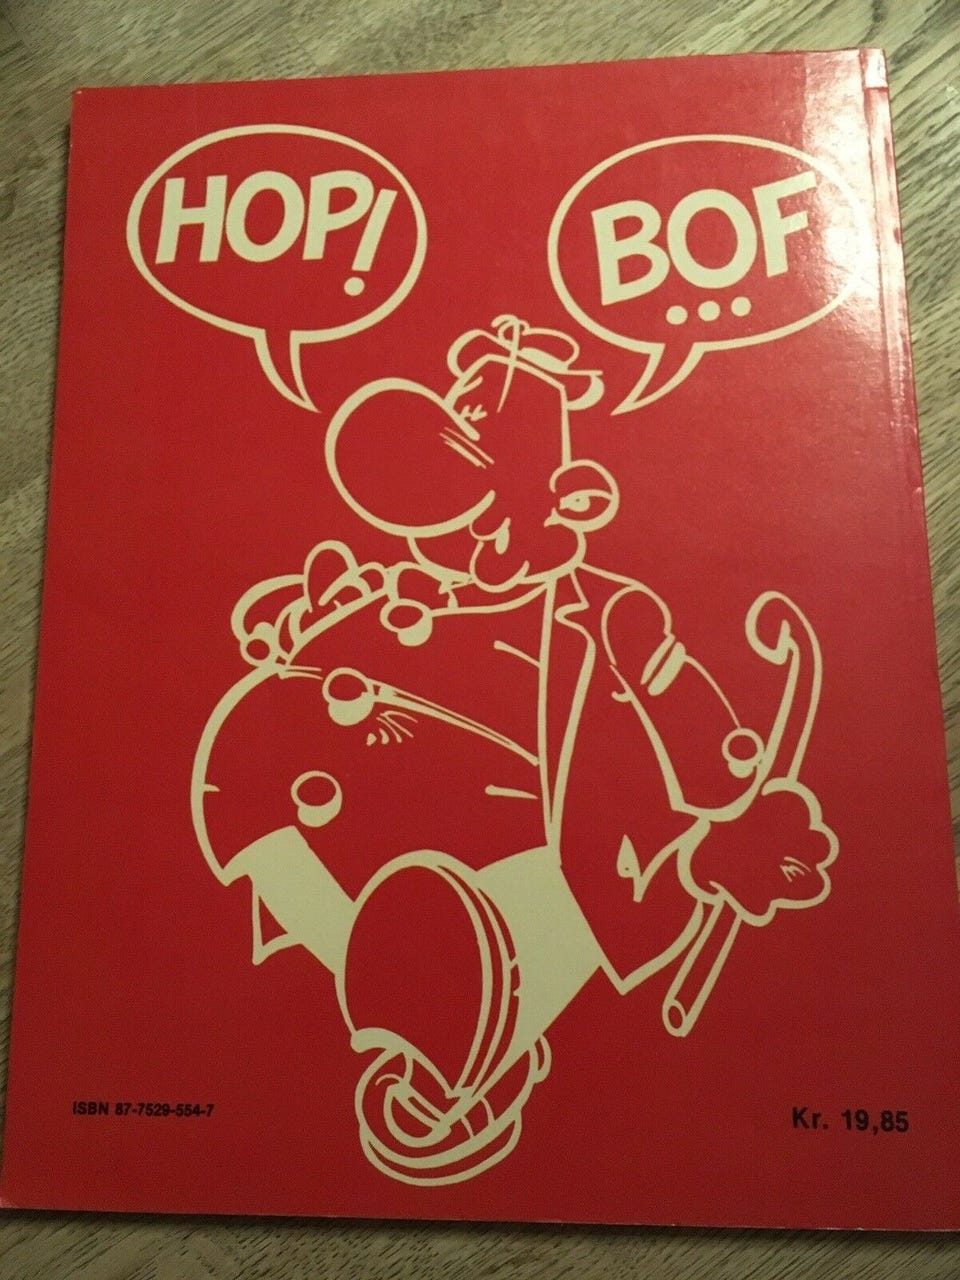 HOP!
BOF
...
ISBN 87-7529-554-7
Kr. 19,85